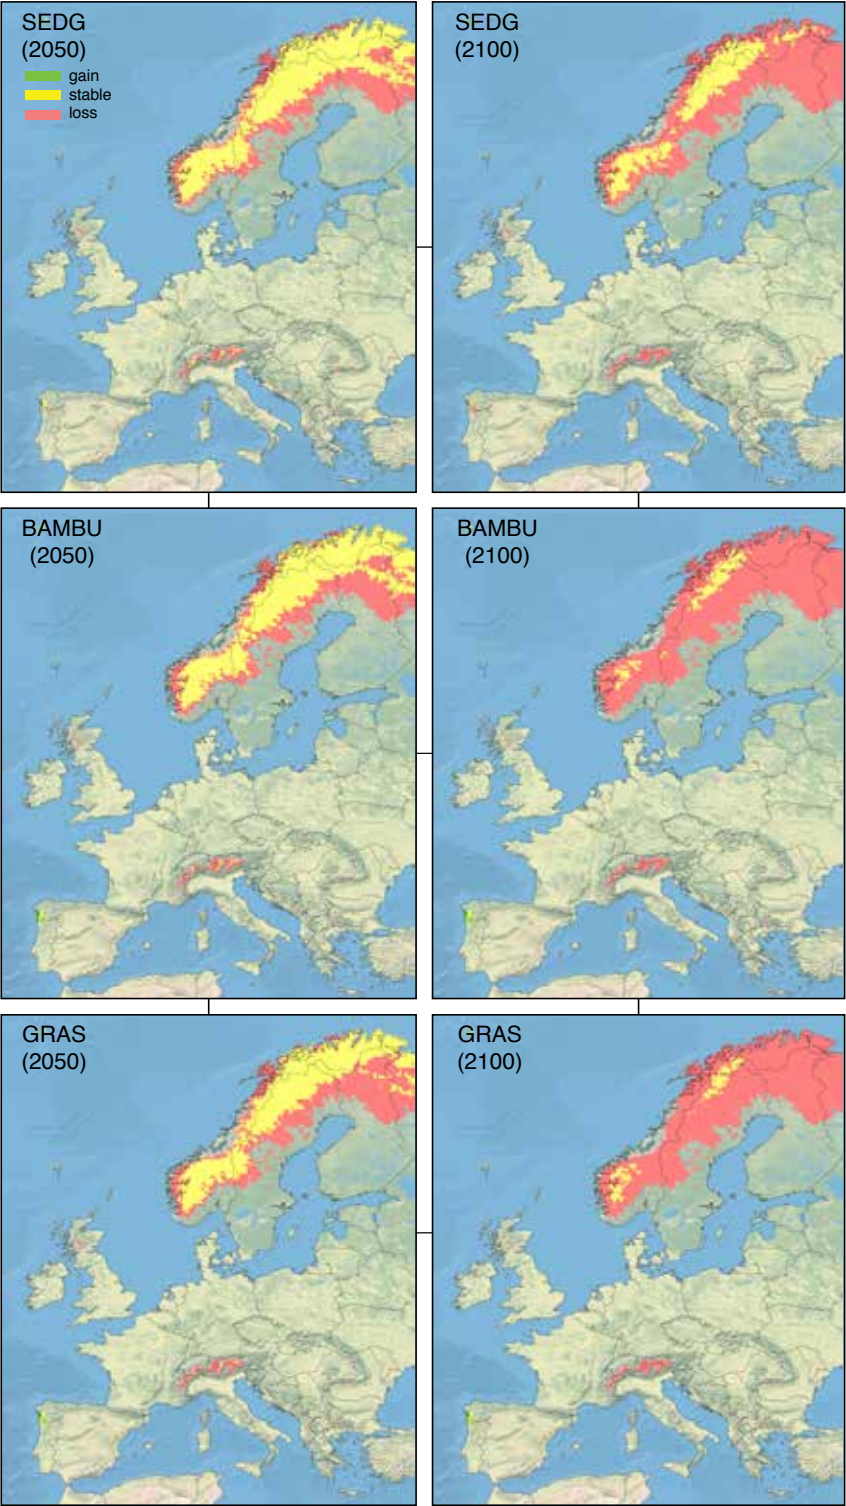 SEDG
(2050)
gain
stable
loss
SEDG
(2100)
BAMBU
(2050)
BAMBU
(2100)
GRAS
(2050)
GRAS
(2100)